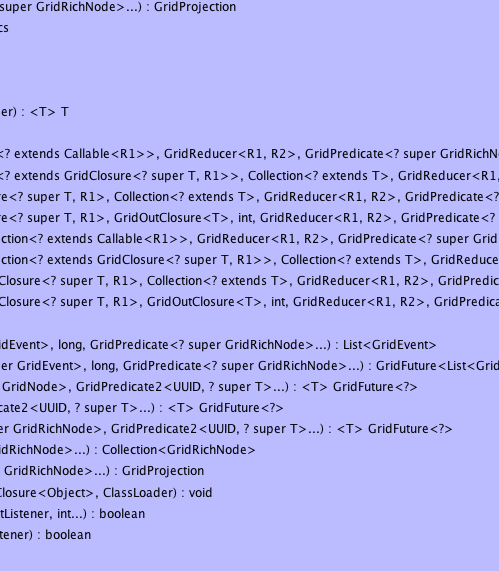 super GridRichNode>...) : GridProjection
cs
er) : <T> T
<? extends Callable<R1>>, GridReducer<R1, R2>, GridPredicate<? super GridRichN
<? extends GridClosure<? super T, R1>>, Collection<? extends T>, GridReducer<R1,
re<? super T, R1>, Collection<? extends T>, GridReducer<R1, R2>, GridPredicate<?
re<? super T, R1>, GridOutClosure<T>, int, GridReducer<R1, R2>, GridPredicate<?
ction<? extends Callable<R1>>, GridReducer<R1, R2>, GridPredicate<? super Grid
ction<? extends GridClosure<? super T, R1>>, Collection<? extends T>, GridReduce
Closure<? super T, R1>, Collection<? extends T>, GridReducer<R1, R2>, GridPredic
Closure<? super T, R1>, GridOutClosure<T>, int, GridReducer<R1, R2>, GridPredica
idEvent>, long, GridPredicate<? super GridRichNode>...) : List<GridEvent>
er GridEvent>, long, GridPredicate<? super GridRichNode>...) : GridFuture<List<Grid
GridNode>, GridPredicate2<UUID, ? super T>...) : <T> GridFuture<?>
cate2<UUID, ? super T>...) : <T> GridFuture<?>
er GridRichNode>, GridPredicate2<UUID, ? super T>...) : <T> GridFuture<?>
idRichNode>...) : Collection<GridRichNode>
GridRichNode>...) : GridProjection
Closure<Object>, ClassLoader) : void
tListener, int...) : boolean
tener) : boolean